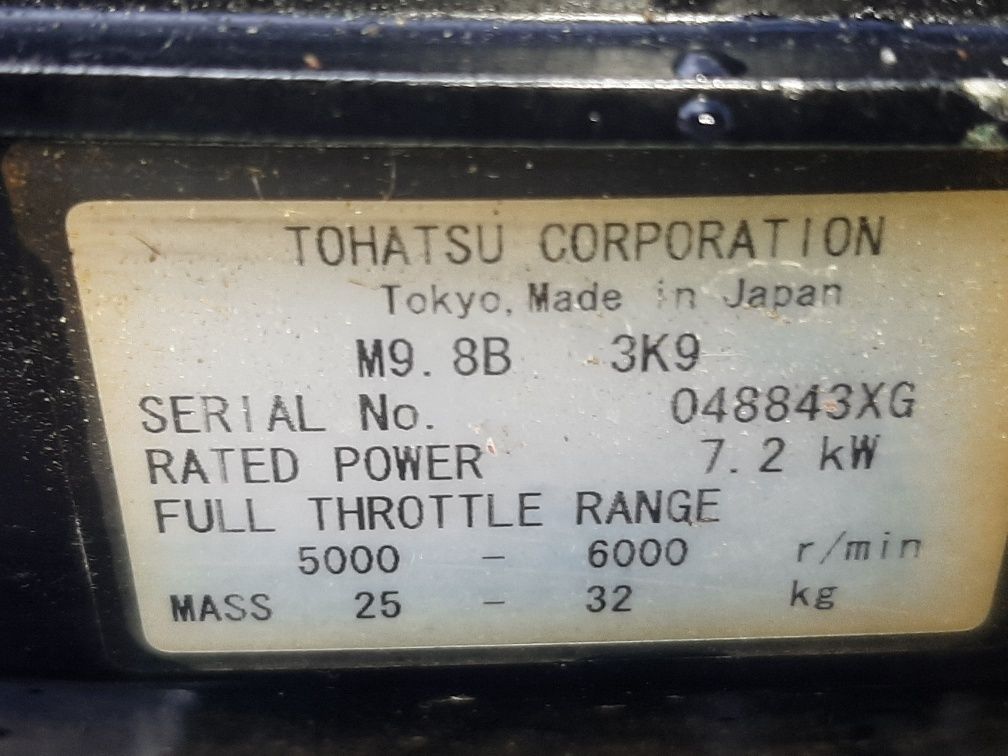 TOHATSU CORPORATION
Tokyo, Made in Japan
M9.8B 3K9
SERIAL No. 048843XG
RATED POWER 7.2 kW
FULL THROTTLE RANGE
5000 - 6000 r/min
MASS 25 - 32 kg